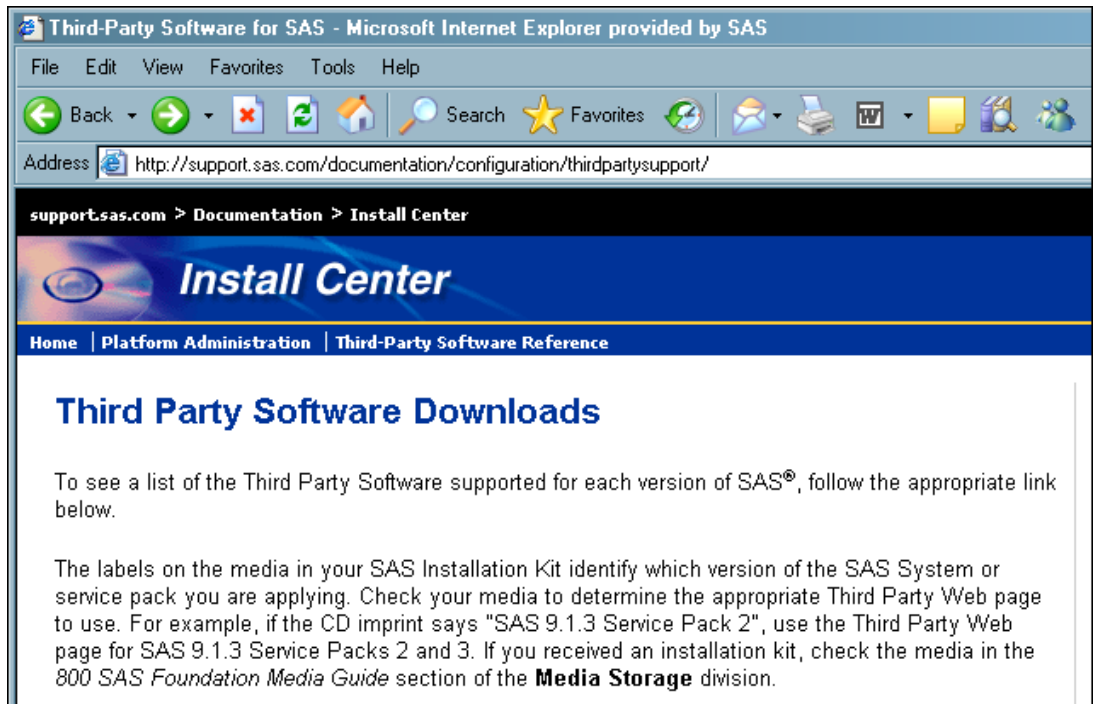 Third-Party Software for SAS - Microsoft Internet Explorer provided by SAS
File Edit View Favorites Tools Help
Back Search Favorites
Address http://support.sas.com/documentation/configuration/thirdpartysupport/
support.sas.com > Documentation > Install Center
Install Center
Home | Platform Administration | Third-Party Software Reference
Third Party Software Downloads
To see a list of the Third Party Software supported for each version of SAS®, follow the appropriate link
below.
The labels on the media in your SAS Installation Kit identify which version of the SAS System or
service pack you are applying. Check your media to determine the appropriate Third Party Web page
to use. For example, if the CD imprint says "SAS 9.1.3 Service Pack 2", use the Third Party Web
page for SAS 9.1.3 Service Packs 2 and 3. If you received an installation kit, check the media in the
800 SAS Foundation Media Guide section of the Media Storage division.